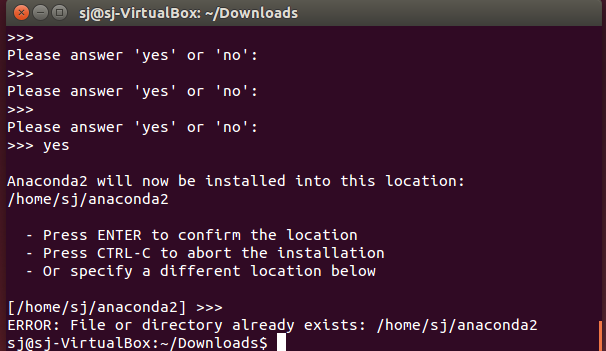 sj@sj-VirtualBox: ~/Downloads
>>>
Please answer 'yes' or 'no':
>>>
Please answer 'yes' or 'no':
>>>
Please answer 'yes' or 'no':
>>> yes
Anaconda2 will now be installed into this location:
/home/sj/anaconda2
- Press ENTER to confirm the location
- Press CTRL-C to abort the installation
- Or specify a different location below
[/home/sj/anaconda2] >>>
ERROR: File or directory already exists: /home/sj/anaconda2
sj@sj-VirtualBox:~/Downloads$